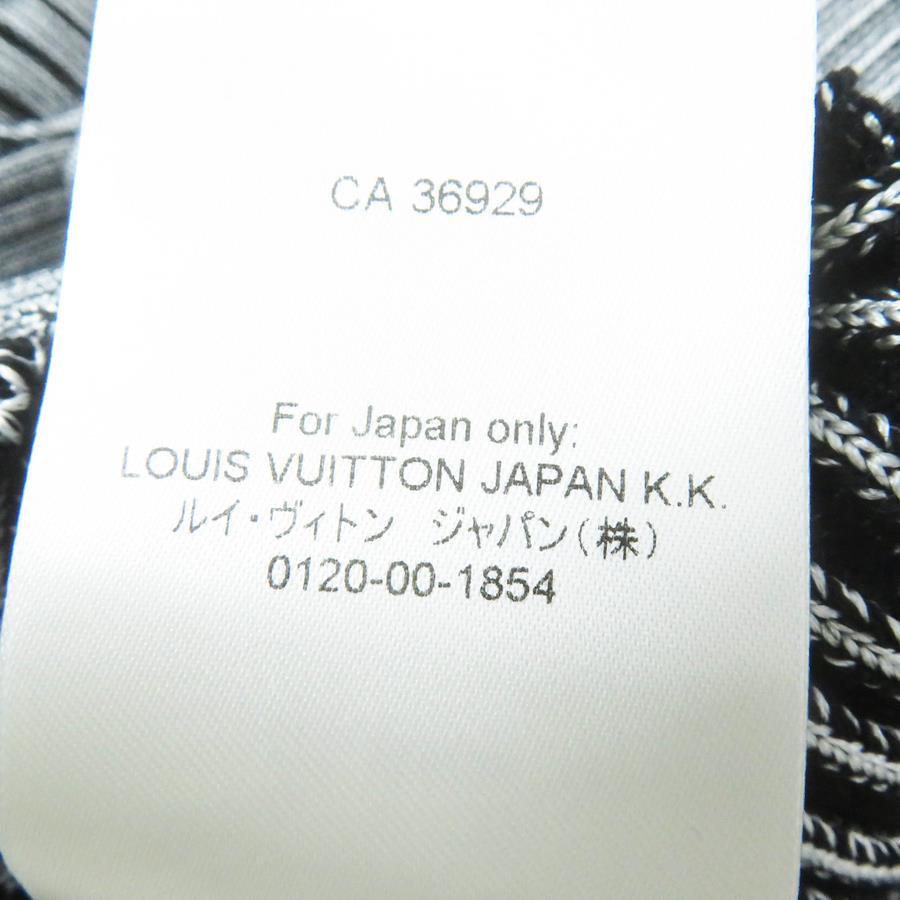 CA 36929
For Japan only:
LOUIS VUITTON JAPAN K.K.
ルイ・ヴィトン　ジャパン(株)
0120-00-1854